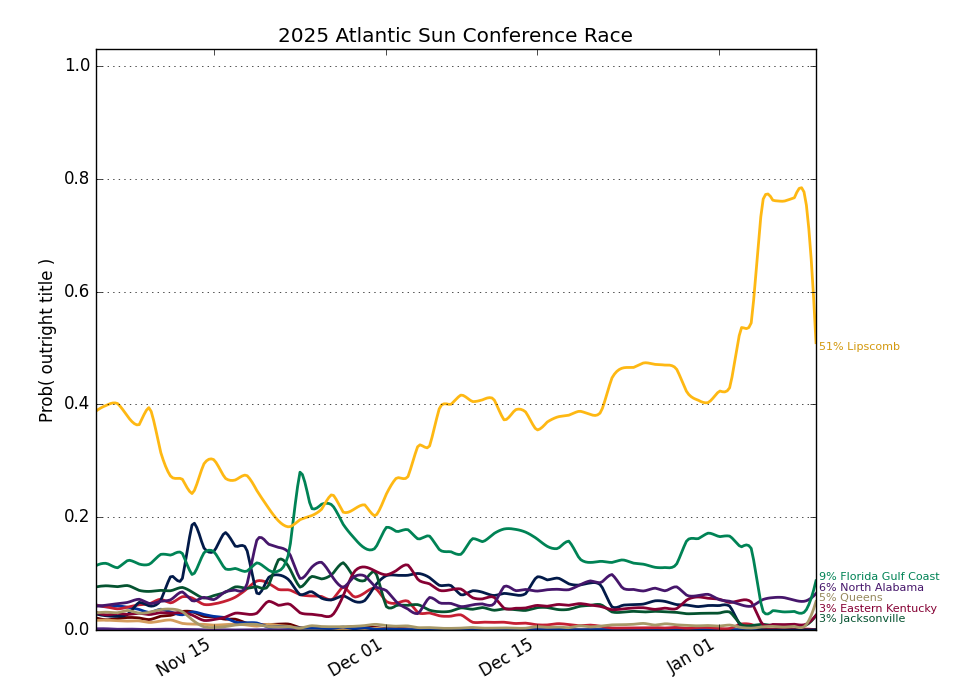 2025 Atlantic Sun Conference Race
Prob( outright title )
1.0
0.8
0.6
0.4
0.2
0.0
Nov 15
Dec 01
Dec 15
Jan 01
51% Lipscomb
9% Florida Gulf Coast
6% North Alabama
5% Queens
3% Eastern Kentucky
3% Jacksonville